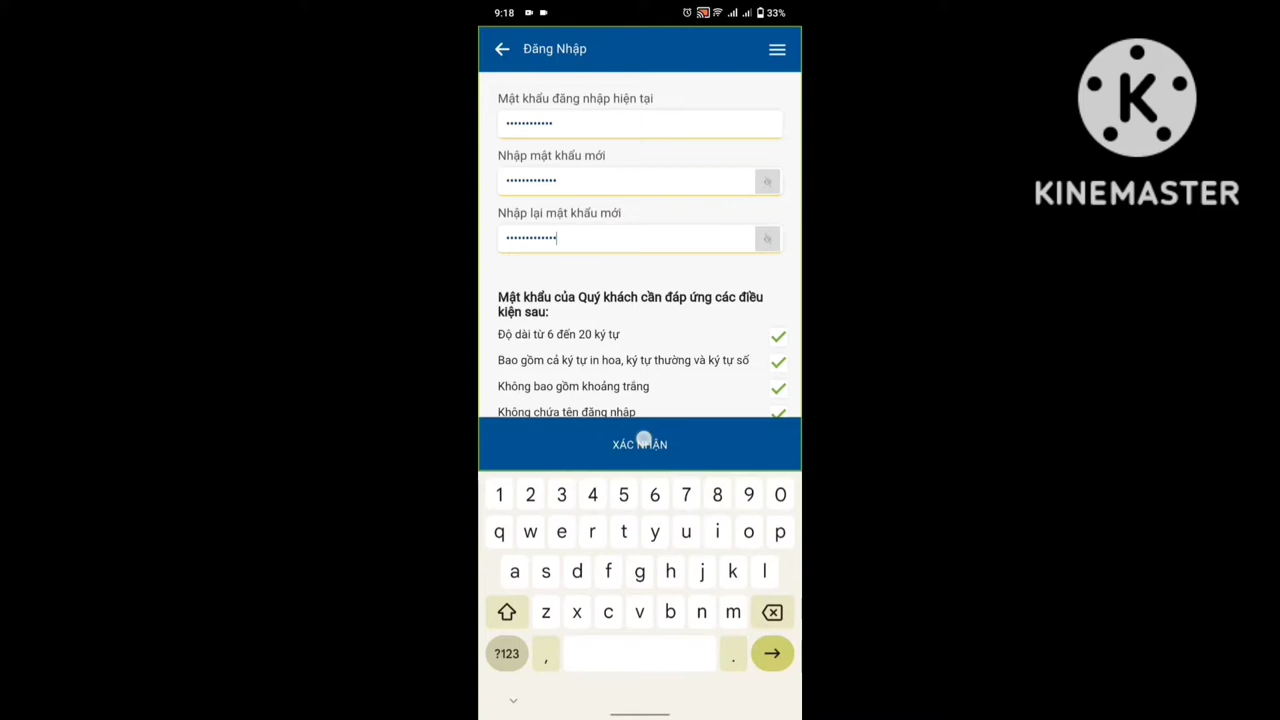 9:18
33%
Đăng Nhập
Mật khẩu đăng nhập hiện tại
••••••••••••
Nhập mật khẩu mới
•••••••••••••
Nhập lại mật khẩu mới
•••••••••••••
Mật khẩu của Quý khách cần đáp ứng các điều
kiện sau:
Độ dài từ 6 đến 20 ký tự
Bao gồm cả ký tự in hoa, ký tự thường và ký tự số
Không bao gồm khoảng trắng
Không chứa tên đăng nhập
XÁC NHẬN
1 2 3 4 5 6 7 8 9 0
q w e r t y u i o p
a s d f g h j k l
z x c v b n m
?123 , .
K
KINEMASTER